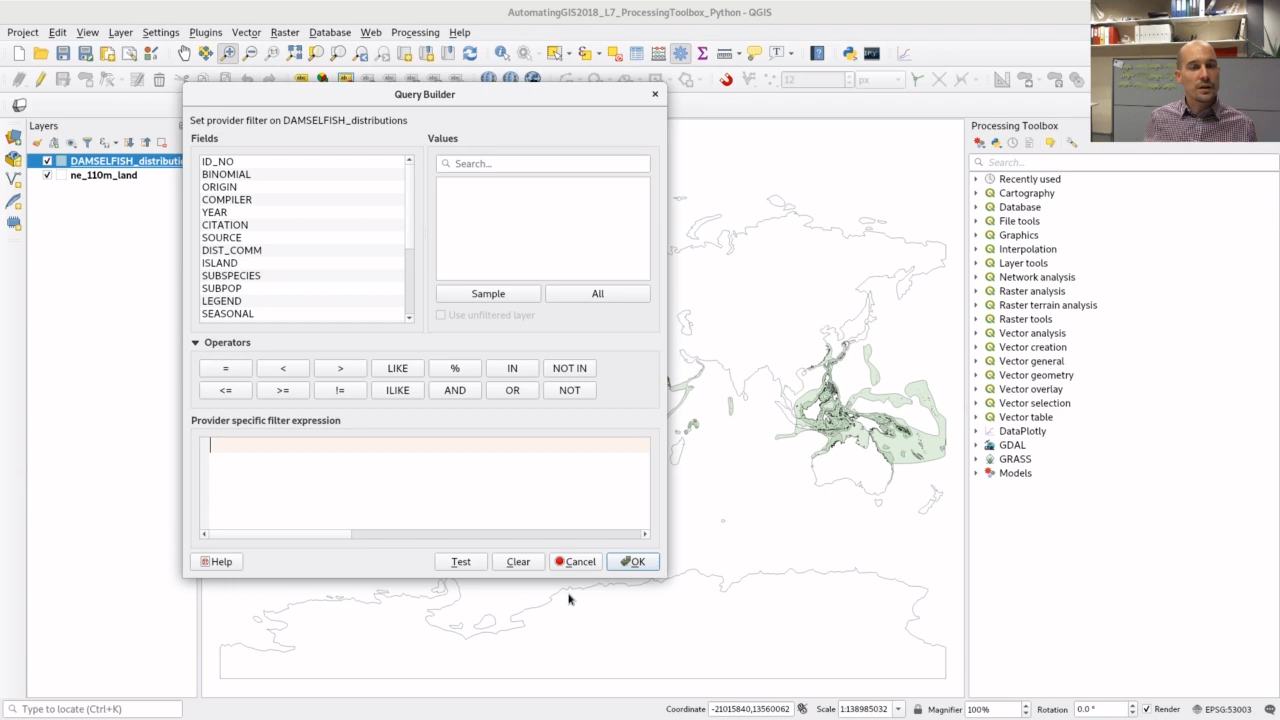 AutomatingGIS2018_L7_ProcessingToolbox_Python - QGIS
Project Edit View Layer Settings Plugins Vector Raster Database Web Processing Help
12 px
Query Builder
Set provider filter on DAMSELFISH_distributions
Fields
Values
ID_NO
BINOMIAL
ORIGIN
COMPILER
YEAR
CITATION
SOURCE
DIST_COMM
ISLAND
SUBSPECIES
SUBPOP
LEGEND
SEASONAL
Search...
Sample All
Use unfiltered layer
Operators
= < > LIKE % IN NOT IN
<= >= != ILIKE AND OR NOT
Provider specific filter expression
Help Test Clear Cancel OK
Layers
DAMSELFISH_distributi
ne_110m_land
Processing Toolbox
Search...
Recently used
Cartography
Database
File tools
Graphics
Interpolation
Layer tools
Network analysis
Raster analysis
Raster terrain analysis
Raster tools
Vector analysis
Vector creation
Vector general
Vector geometry
Vector overlay
Vector selection
Vector table
DataPlotly
GDAL
GRASS
Models
Type to locate (Ctrl+K) Coordinate -21015840,13560062 Scale 1:138985032 Magnifier 100% Rotation 0.0 ° Render EPSG:53003